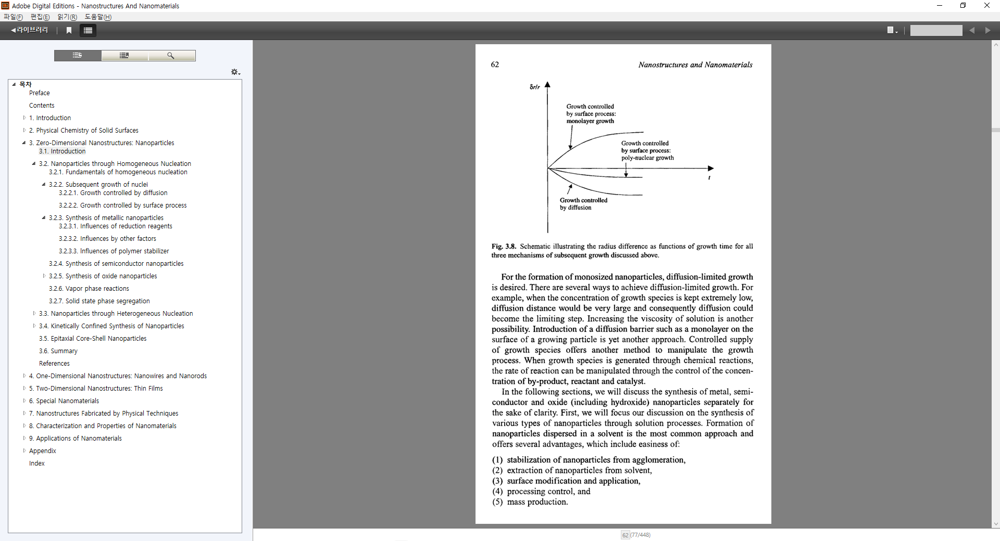 Adobe Digital Editions - Nanostructures And Nanomaterials
파일(F) 편집(E) 읽기(R) 도움말(H)
◀라이브러리
목차
Preface
Contents
1. Introduction
2. Physical Chemistry of Solid Surfaces
3. Zero-Dimensional Nanostructures: Nanoparticles
3.1. Introduction
3.2. Nanoparticles through Homogeneous Nucleation
3.2.1. Fundamentals of homogeneous nucleation
3.2.2. Subsequent growth of nuclei
3.2.2.1. Growth controlled by diffusion
3.2.2.2. Growth controlled by surface process
3.2.3. Synthesis of metallic nanoparticles
3.2.3.1. Influences of reduction reagents
3.2.3.2. Influences by other factors
3.2.3.3. lnfluences of polymer stabilizer
3.2.4. Synthesis of semiconductor nanoparticles
3.2.5. Synthesis of oxide nanoparticles
3.2.6. Vapor phase reactions
3.2.7. Solid state phase segregation
3.3. Nanoparticles through Heterogeneous Nucleation
3.4. Kinetically Confined Synthesis of Nanoparticles
3.5. Epitaxial Core-Shell Nanoparticles
3.6. Summary
References
4. One-Dimensional Nanostructures: Nanowires and Nanorods
5. Two-Dimensional Nanostructures: Thin Films
6. Special Nanomaterials
7. Nanostructures Fabricated by Physical Techniques
8. Characterization and Properties of Nanomaterials
9. Applications of Nanomaterials
Appendix
Index
62 Nanostructures and Nanomaterials
δr/r
Growth controlled
by surface process:
monolayer growth
Growth controlled
by surface process:
poly-nuclear growth
t
Growth controlled
by diffusion
Fig. 3.8. Schematic illustrating the radius difference as functions of growth time for all
three mechanisms of subsequent growth discussed above.
For the formation of monosized nanoparticles, diffusion-limited growth
is desired. There are several ways to achieve diffusion-limited growth. For
example, when the concentration of growth species is kept extremely low,
diffusion distance would be very large and consequently diffusion could
become the limiting step. Increasing the viscosity of solution is another
possibility. Introduction of a diffusion barrier such as a monolayer on the
surface of a growing particle is yet another approach. Controlled supply
of growth species offers another method to manipulate the growth
process. When growth species is generated through chemical reactions,
the rate of reaction can be manipulated through the control of the concen-
tration of by-product, reactant and catalyst.
In the following sections, we will discuss the synthesis of metal, semi-
conductor and oxide (including hydroxide) nanoparticles separately for
the sake of clarity. First, we will focus our discussion on the synthesis of
various types of nanoparticles through solution processes. Formation of
nanoparticles dispersed in a solvent is the most common approach and
offers several advantages, which include easiness of:
(1) stabilization of nanoparticles from agglomeration,
(2) extraction of nanoparticles from solvent,
(3) surface modification and application,
(4) processing control, and
(5) mass production.
62 (77/448)